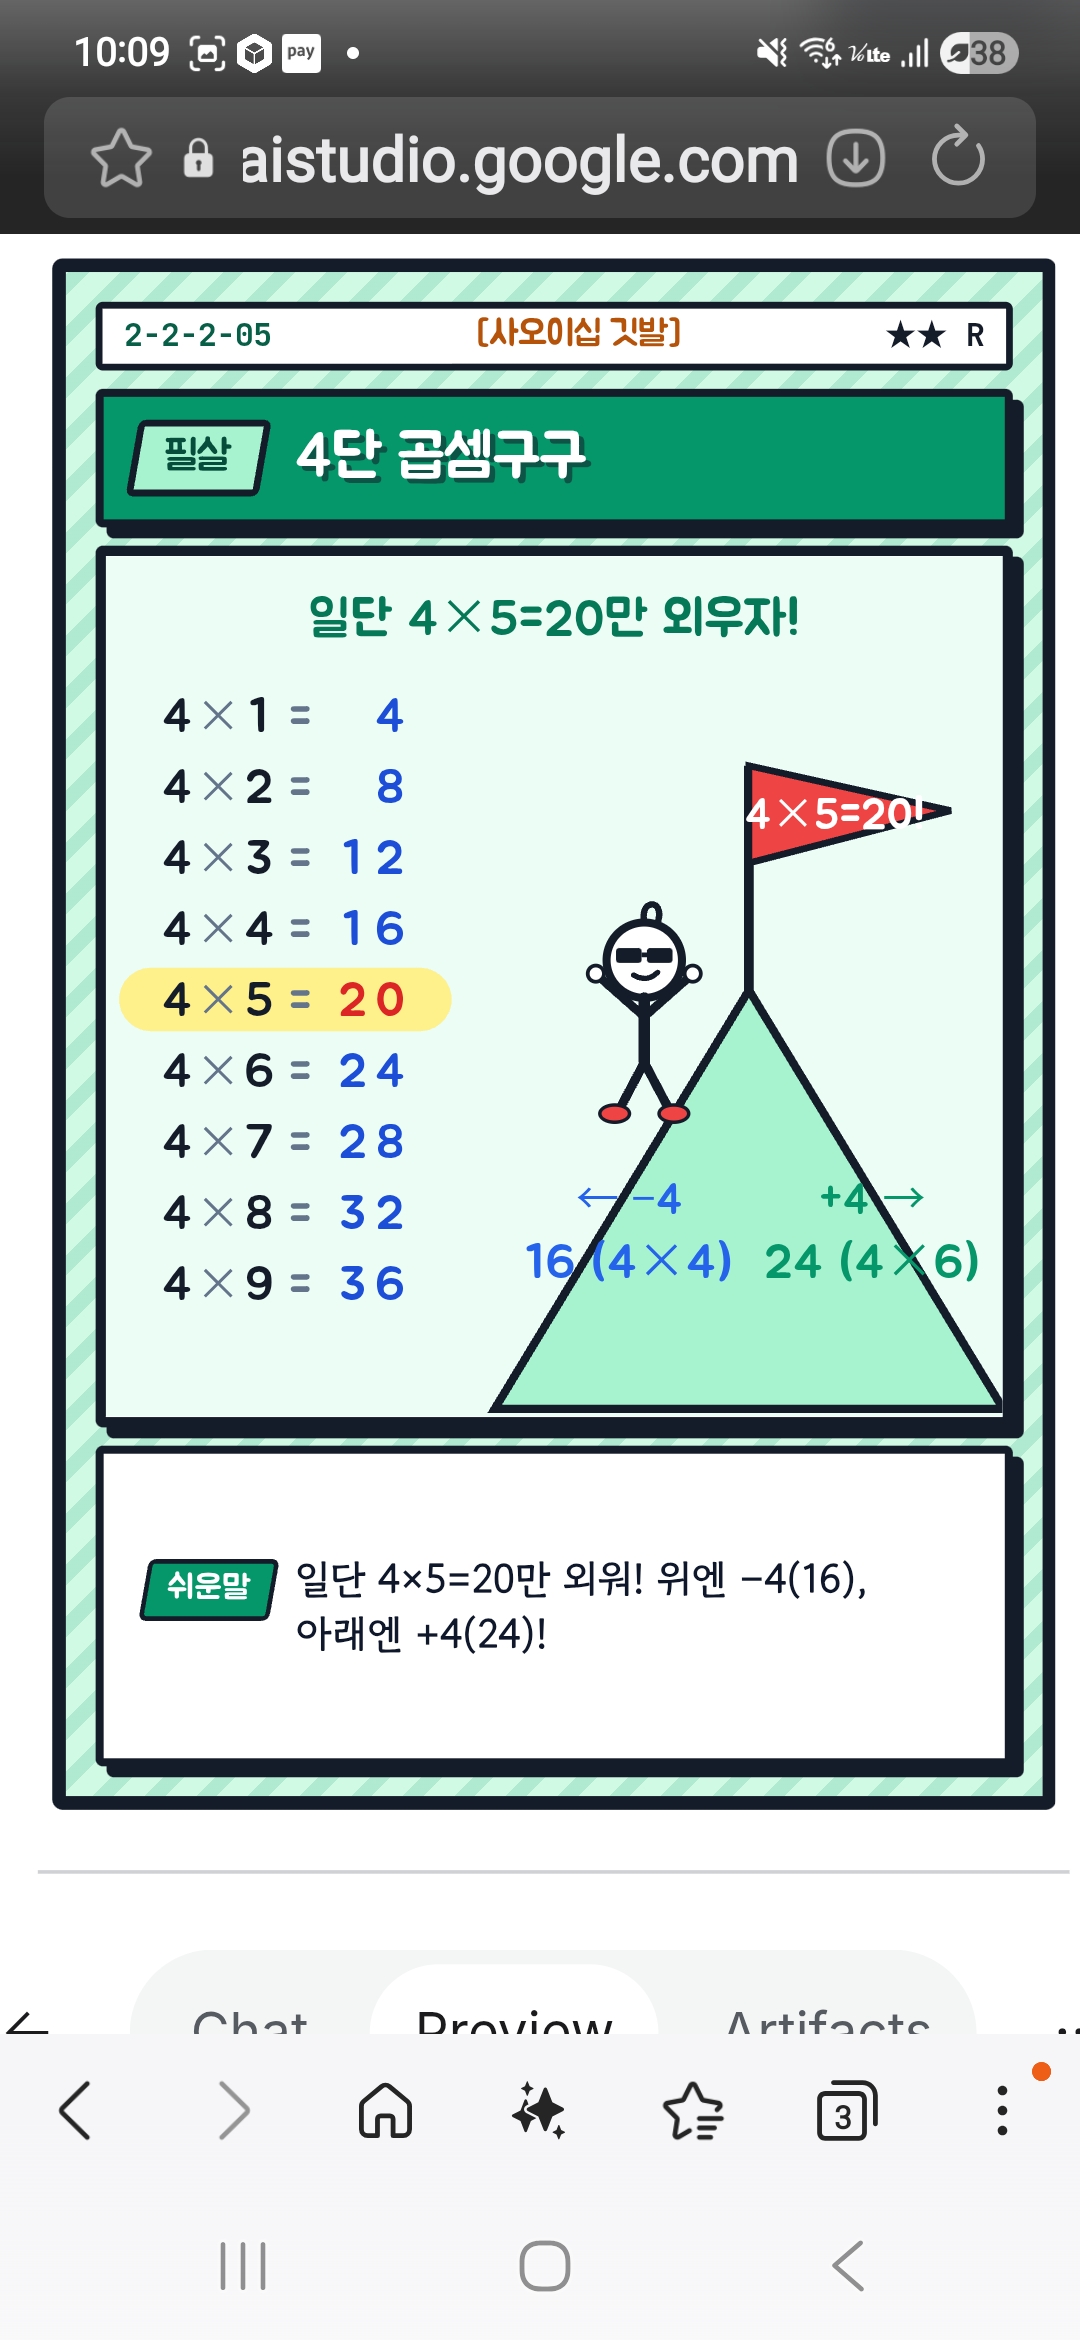 10:09 pay VoLte 38
aistudio.google.com
2-2-2-05 [사오이십 깃발] ★★ R
필살 4단 곱셈구구
일단 4×5=20만 외우자!
4×1= 4
4×2= 8
4×3=12
4×4=16
4×5=20
4×6=24
4×7=28
4×8=32
4×9=36
4×5=20!
←−4 +4→
16 (4×4) 24 (4×6)
쉬운말 일단 4×5=20만 외워! 위엔 −4(16),
아래엔 +4(24)!
Chat Preview Artifacts
3